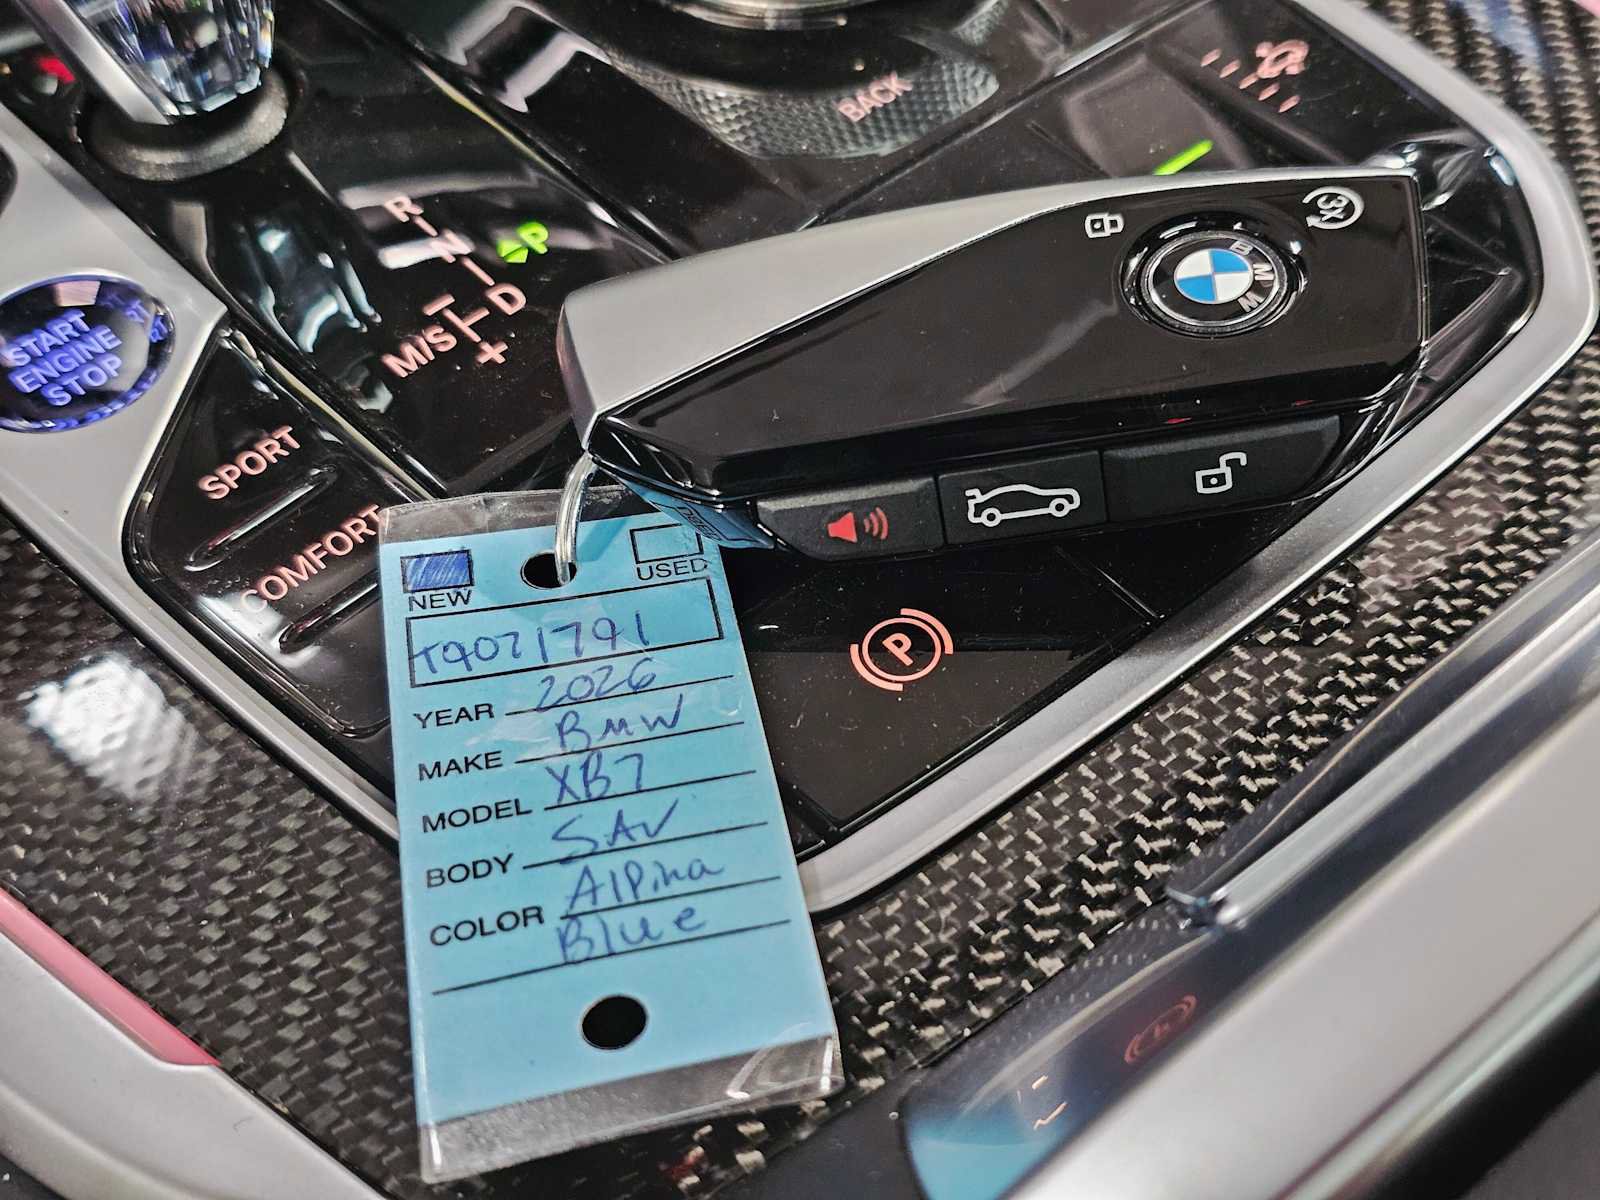 BACK
R
N P
D
M/S
+
START
ENGINE
STOP
SPORT
COMFORT
BMW
3X
NEW USED
T9071791
YEAR 2026
MAKE BMW
MODEL XB7
BODY SAV
COLOR Alpina
Blue
P